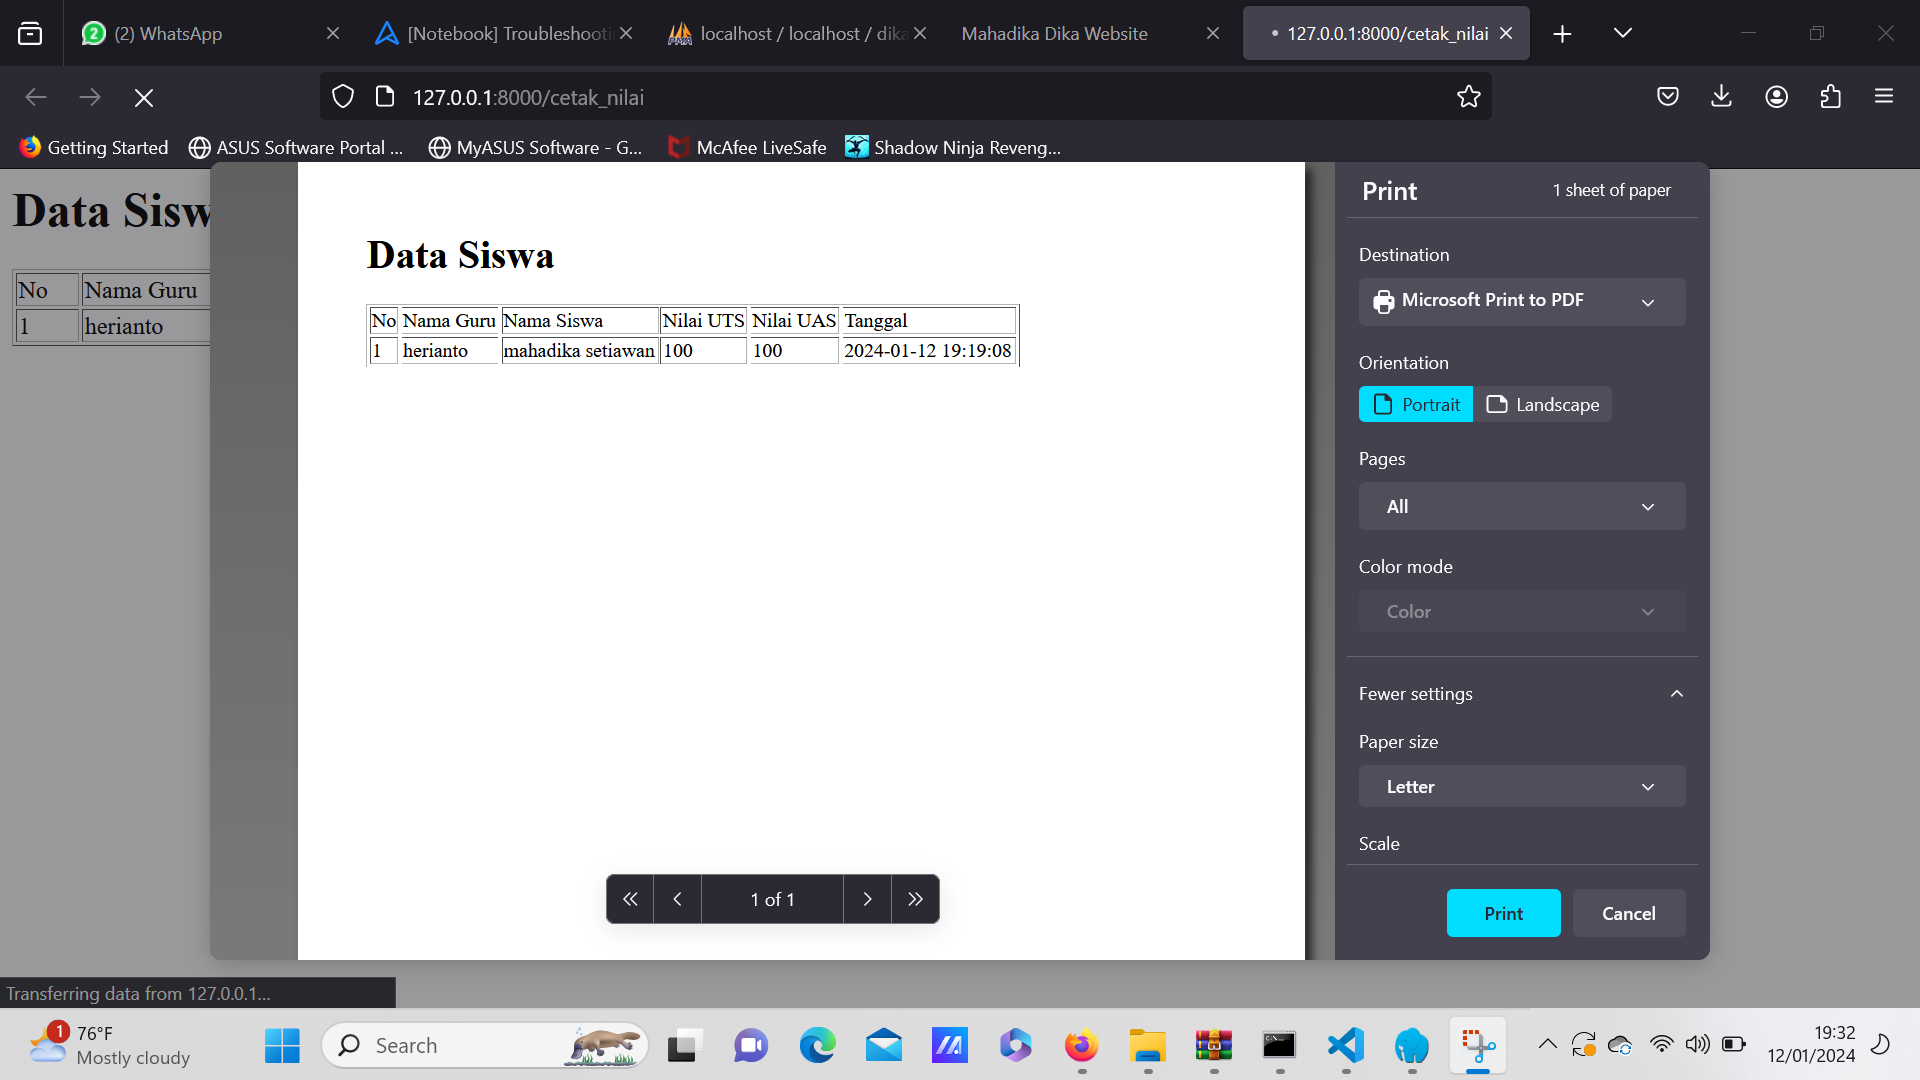 (2) WhatsApp
[Notebook] Troubleshooti
localhost / localhost / dika
Mahadika Dika Website
127.0.0.1:8000/cetak_nilai
127.0.0.1:8000/cetak_nilai
Getting Started
ASUS Software Portal ...
MyASUS Software - G...
McAfee LiveSafe
Shadow Ninja Reveng...
Data Sisw
No Nama Guru
1 herianto
Data Siswa
No Nama Guru Nama Siswa Nilai UTS Nilai UAS Tanggal
1 herianto mahadika setiawan 100 100 2024-01-12 19:19:08
1 of 1
Print
1 sheet of paper
Destination
Microsoft Print to PDF
Orientation
Portrait
Landscape
Pages
All
Color mode
Color
Fewer settings
Paper size
Letter
Scale
Print
Cancel
Transferring data from 127.0.0.1...
1
76°F
Mostly cloudy
Search
19:32
12/01/2024